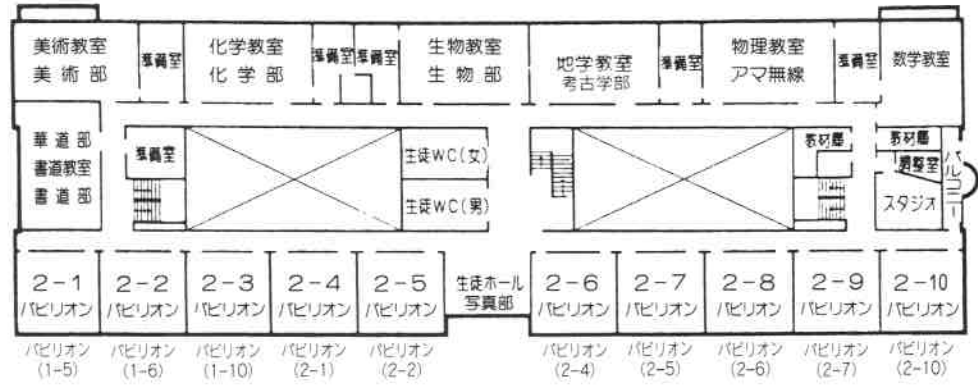 美術教室
美術部
準備室
化学教室
化学部
準備室
準備室
生物教室
生物部
地学教室
考古学部
準備室
物理教室
アマ無線
準備室
数学教室
華道部
書道教室
書道部
準備室
生徒WC(女)
生徒WC(男)
教材庫
教材庫
調整室
スタジオ
バルコニー
2-1
パビリオン
2-2
パビリオン
2-3
パビリオン
2-4
パビリオン
2-5
パビリオン
生徒ホール
写真部
2-6
パビリオン
2-7
パビリオン
2-8
パビリオン
2-9
パビリオン
2-10
パビリオン
パビリオン
(1-5)
パビリオン
(1-6)
パビリオン
(1-10)
パビリオン
(2-1)
パビリオン
(2-2)
パビリオン
(2-4)
パビリオン
(2-5)
パビリオン
(2-6)
パビリオン
(2-7)
パビリオン
(2-10)